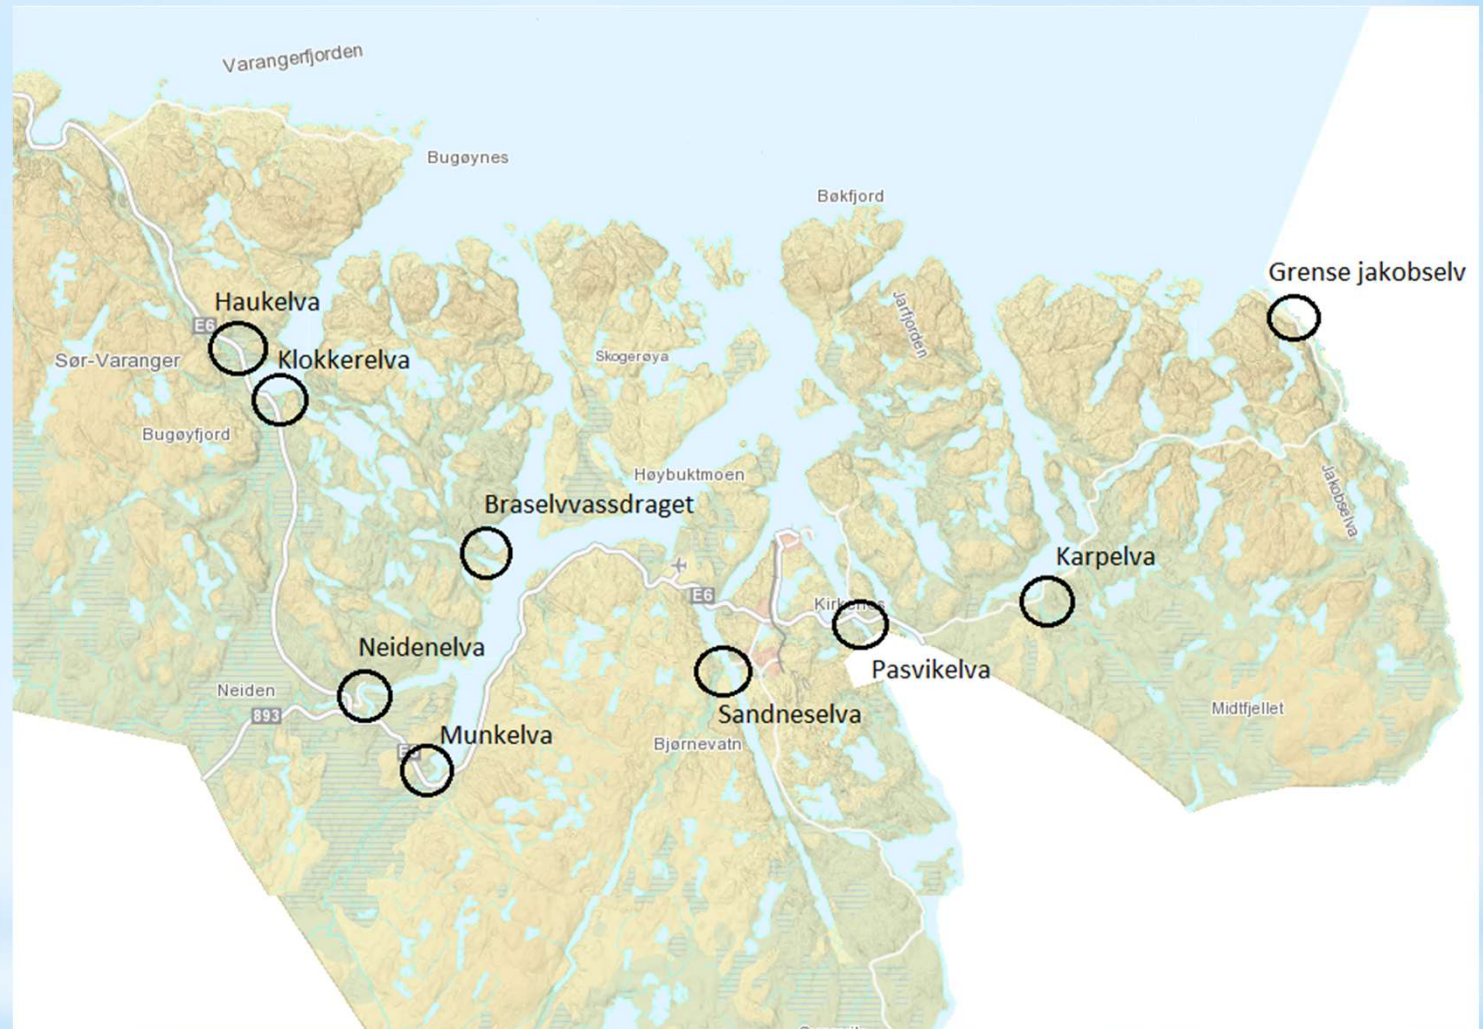 Varangerfjorden
Bugøynes
Bøkfjord
Grense jakobselv
Haukelva
E6
Jarfjorden
Skogerøya
Sør-Varanger
Klokkerelva
Bugøyfjord
Høybuktmoen
Braselvvassdraget
Jakobselva
Karpelva
E6
Kirkenes
Neidenelva
Pasvikelva
Neiden
893
Sandneselva
Midtfjellet
Munkelva
Bjørnevatn